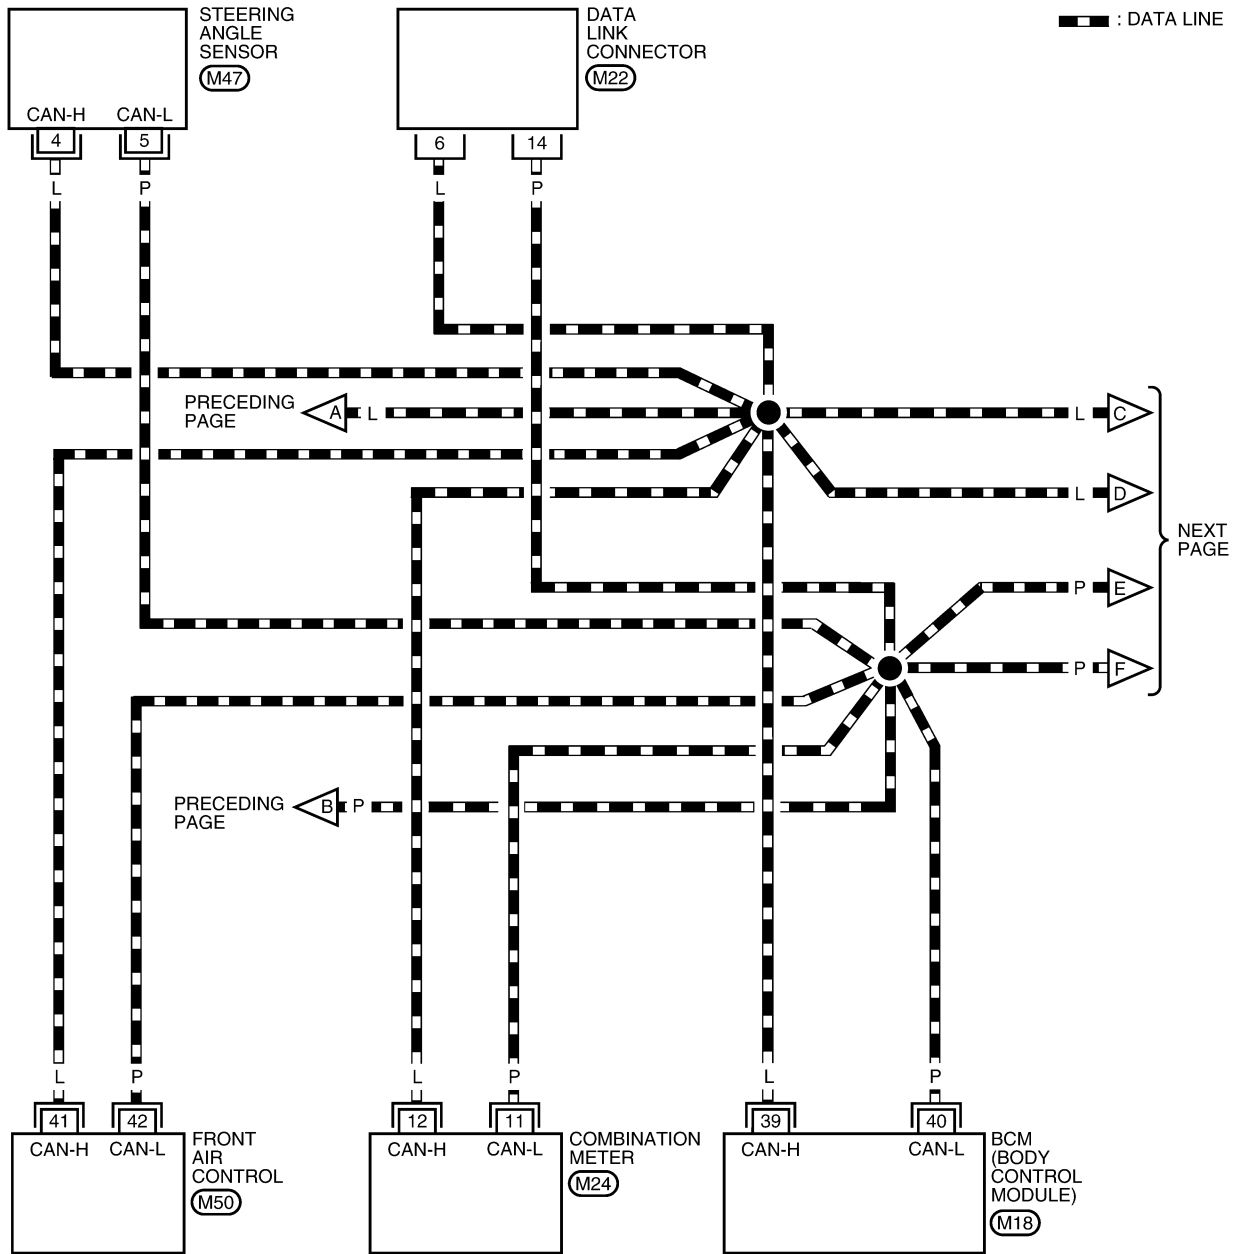 STEERING
ANGLE
SENSOR
M47
DATA
LINK
CONNECTOR
M22
: DATA LINE
CAN-H CAN-L
4 5
6 14
L P
L P
PRECEDING
PAGE
A L
L C
L D
NEXT
PAGE
P E
P F
PRECEDING
PAGE
B P
L P
L P
L P
41 42
12 11
39 40
CAN-H CAN-L
FRONT
AIR
CONTROL
M50
CAN-H CAN-L
COMBINATION
METER
M24
CAN-H CAN-L
BCM
(BODY
CONTROL
MODULE)
M18